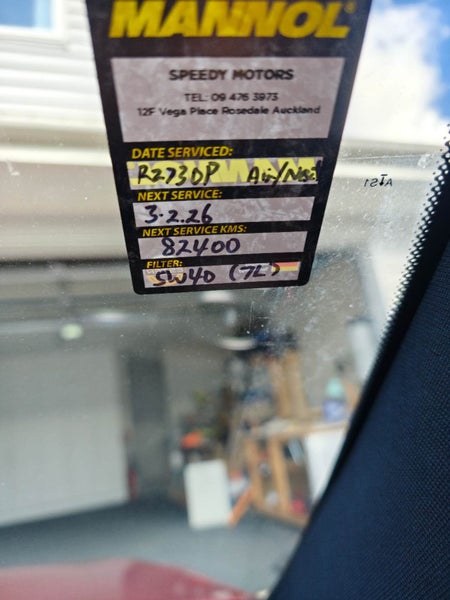 MANNOL
SPEEDY MOTORS
TEL: 09 476 3973
12F Vega Place Rosedale Auckland
DATE SERVICED:
R2730P
NEXT SERVICE:
3.2.26
NEXT SERVICE KMS:
82400
FILTER:
5W40 (7L)